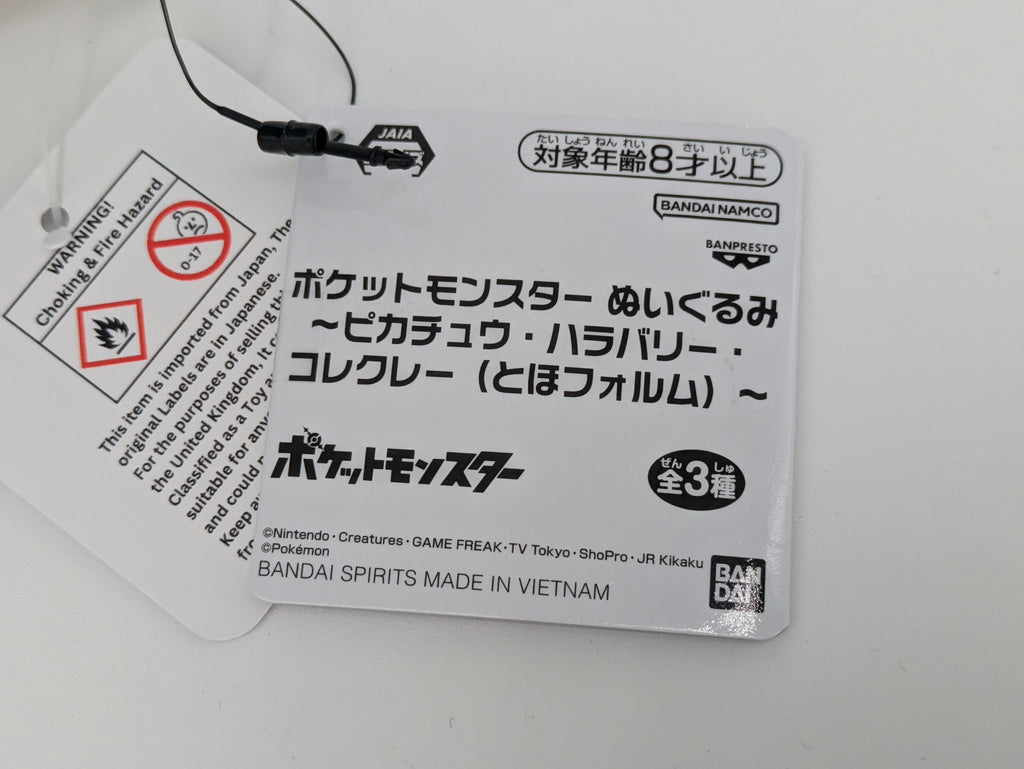 JAIA
たいしょうねんれい さいいじょう
対象年齢8才以上
BANDAI NAMCO
BANPRESTO
ポケットモンスター ぬいぐるみ
～ピカチュウ・ハラバリー・
コレクレー（とほフォルム）～
ポケットモンスター
ぜん しゅ
全3種
©Nintendo・Creatures・GAME FREAK・TV Tokyo・ShoPro・JR Kikaku
©Pokémon
BANDAI SPIRITS MADE IN VIETNAM
BAN
DAI
WARNING!
Choking & Fire Hazard
0-17
This item is imported from Japan, The
original Labels are in Japanese.
For the purposes of selling
the United Kingdom, It
Classified as a Toy
suitable for
and could
Keep